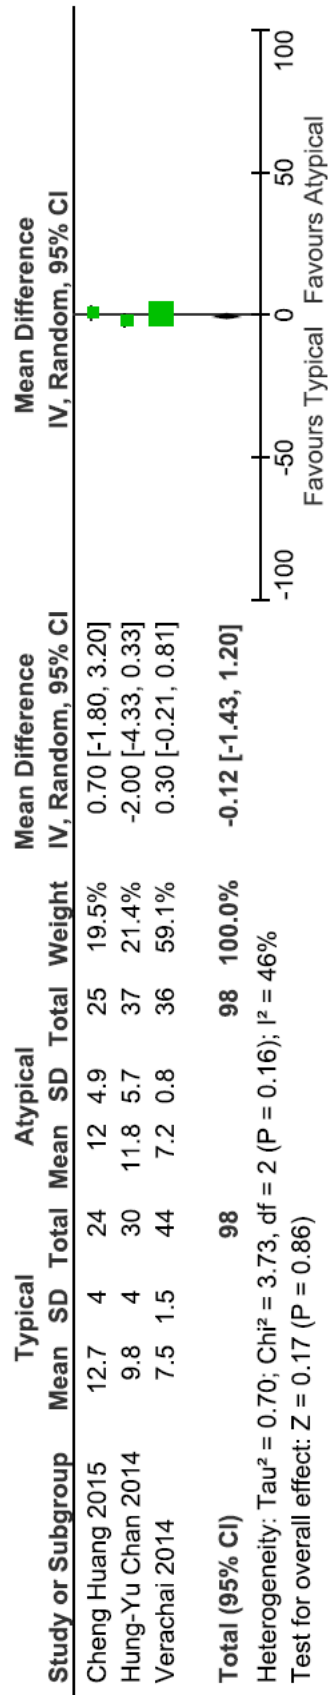 Typical Atypical Mean Difference Mean Difference
Study or Subgroup Mean SD Total Mean SD Total Weight IV, Random, 95% CI IV, Random, 95% CI
Cheng Huang 2015 12.7 4 24 12 4.9 25 19.5% 0.70 [-1.80, 3.20]
Hung-Yu Chan 2014 9.8 4 30 11.8 5.7 37 21.4% -2.00 [-4.33, 0.33]
Verachai 2014 7.5 1.5 44 7.2 0.8 36 59.1% 0.30 [-0.21, 0.81]
Total (95% CI) 98 98 100.0% -0.12 [-1.43, 1.20]
Heterogeneity: Tau² = 0.70; Chi² = 3.73, df = 2 (P = 0.16); I² = 46%
Test for overall effect: Z = 0.17 (P = 0.86)
-100 -50 0 50 100
Favours Typical Favours Atypical